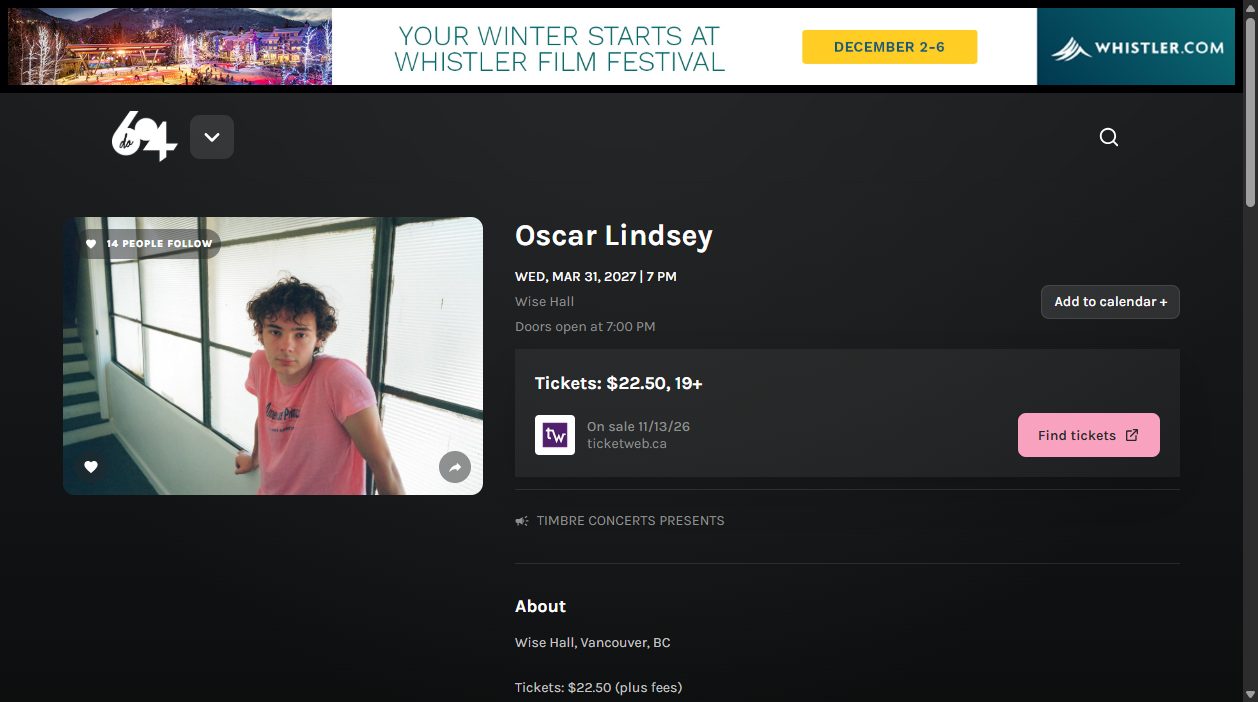 YOUR WINTER STARTS AT
WHISTLER FILM FESTIVAL
DECEMBER 2-6
WHISTLER.COM
do
604
14 PEOPLE FOLLOW
Oscar Lindsey
WED, MAR 31, 2027 | 7 PM
Wise Hall
Doors open at 7:00 PM
Add to calendar +
Tickets: $22.50, 19+
tw
On sale 11/13/26
ticketweb.ca
Find tickets
TIMBRE CONCERTS PRESENTS
About
Wise Hall, Vancouver, BC
Tickets: $22.50 (plus fees)